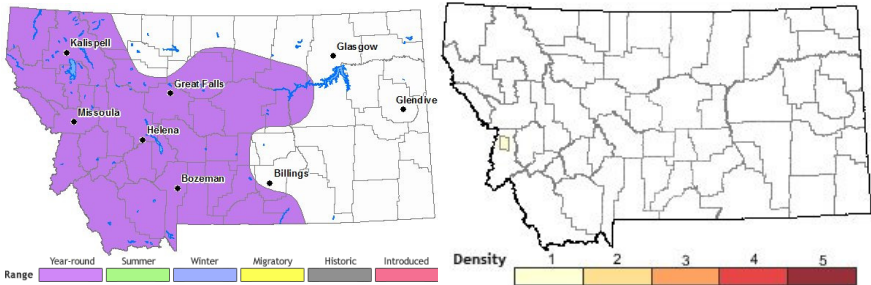 Kalispell
Glasgow
Great Falls
Glendive
Missoula
Helena
Bozeman
Billings
Year-round Summer Winter Migratory Historic Introduced
Range
Density
1 2 3 4 5